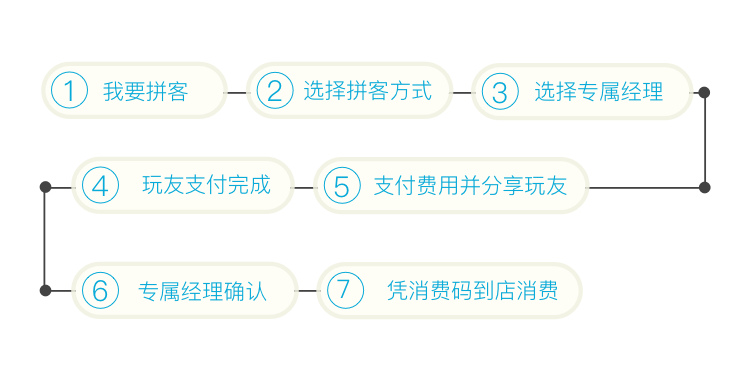 1 我要拼客
2 选择拼客方式
3 选择专属经理
4 玩友支付完成
5 支付费用并分享玩友
6 专属经理确认
7 凭消费码到店消费